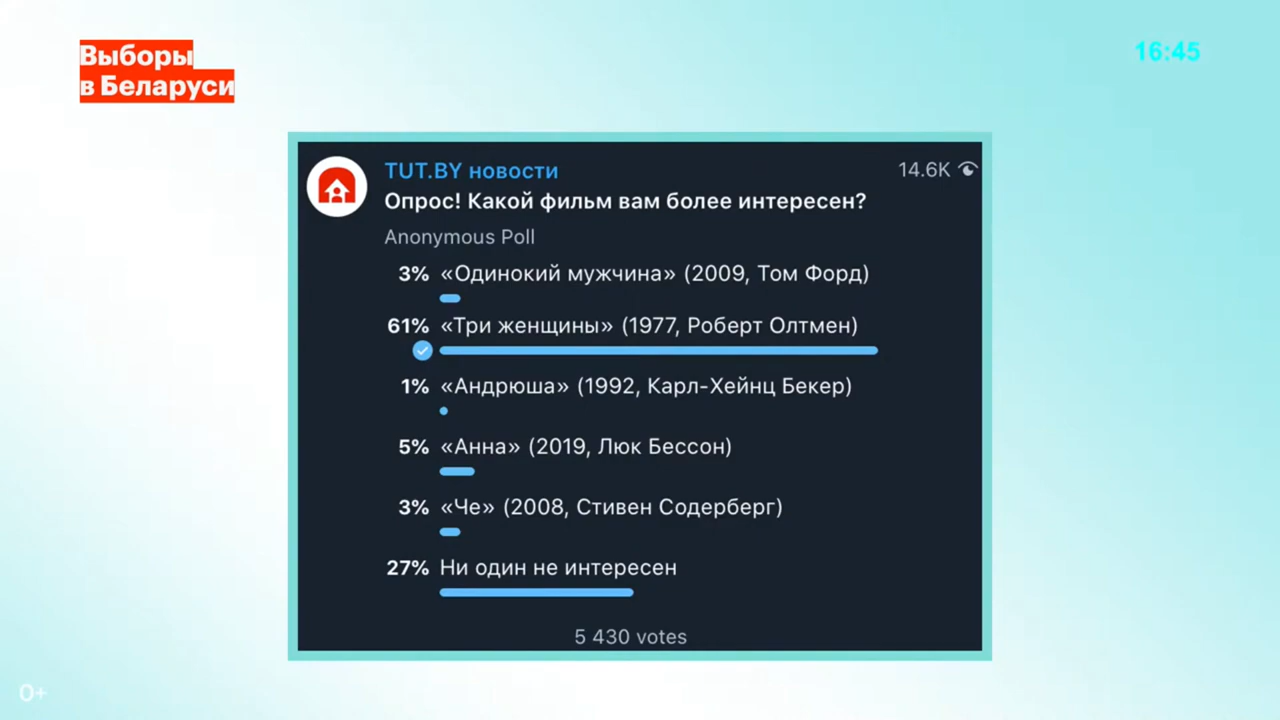 Выборы
в Беларуси
16:45
TUT.BY новости
14.6K
Опрос! Какой фильм вам более интересен?
Anonymous Poll
3% «Одинокий мужчина» (2009, Том Форд)
61% «Три женщины» (1977, Роберт Олтмен)
1% «Андрюша» (1992, Карл-Хейнц Бекер)
5% «Анна» (2019, Люк Бессон)
3% «Че» (2008, Стивен Содерберг)
27% Ни один не интересен
5 430 votes
0+